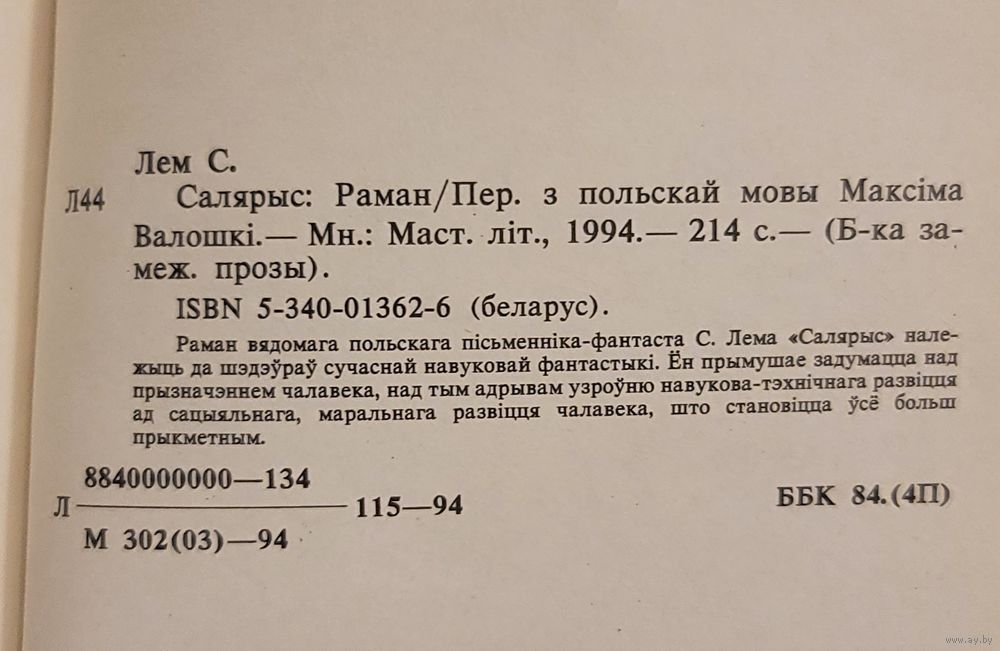 Лем С.
Л44 Салярыс: Раман/Пер. з польскай мовы Максіма
Валошкі.— Мн.: Маст. літ., 1994.— 214 с.— (Б-ка за-
меж. прозы).
ISBN 5-340-01362-6 (беларус).
Раман вядомага польскага пісьменніка-фантаста С. Лема «Салярыс» нале-
жыць да шэдэўраў сучаснай навуковай фантастыкі. Ён прымушае задумацца над
прызначэннем чалавека, над тым адрывам узроўню навукова-тэхнічнага развіцця
ад сацыяльнага, маральнага развіцця чалавека, што становіцца ўсё больш
прыкметным.
8840000000—134
Л 115—94
М 302(03)—94
ББК 84.(4П)
www.ay.by